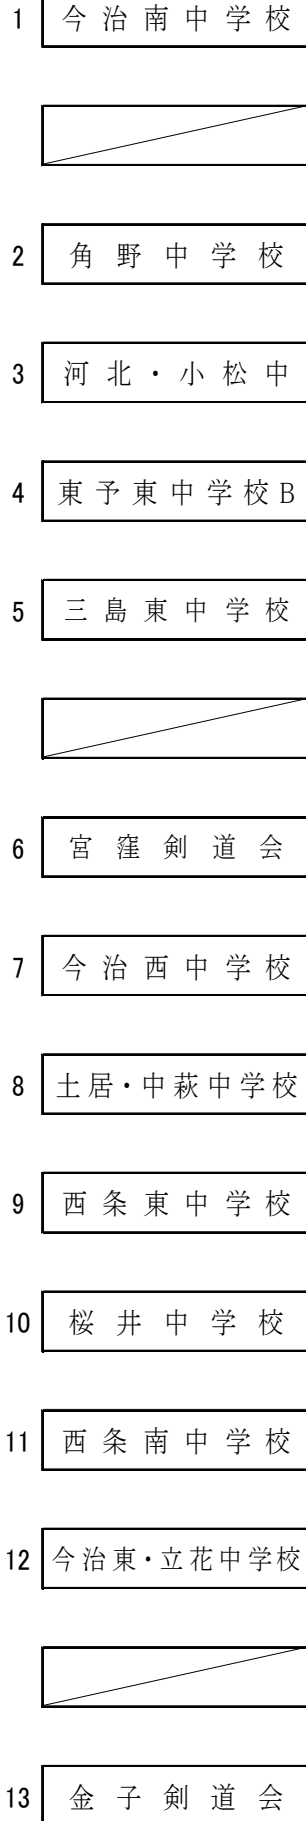 1 今治南中学校
2 角野中学校
3 河北・小松中
4 東予東中学校B
5 三島東中学校
6 宮窪剣道会
7 今治西中学校
8 土居・中萩中学校
9 西条東中学校
10 桜井中学校
11 西条南中学校
12 今治東・立花中学校
13 金子剣道会